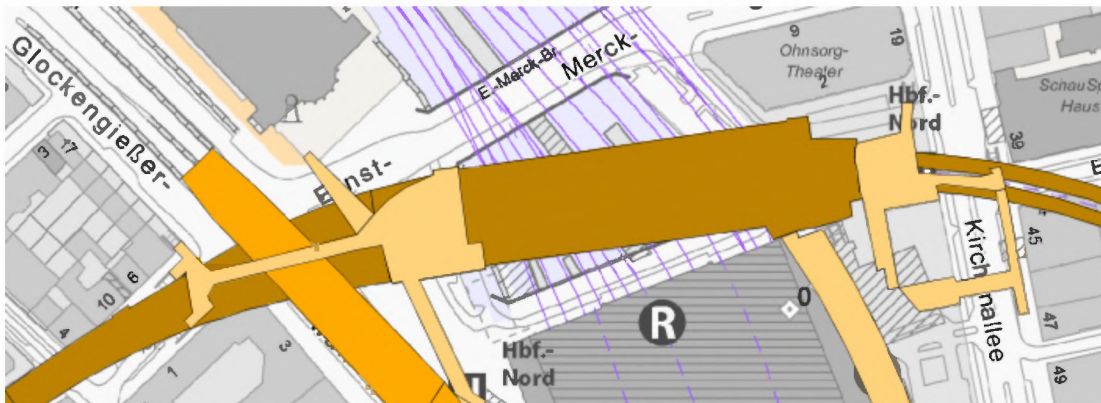 Glockengießer-
E.-Merck-Br.
Merck-
9
19
Ohnsorg-
Theater
2
Hbf.-
Nord
SchauSp
Haus
39
3
17
Ernst-
6
10
4
1
3
Hbf.-
Nord
R
0
Kirchenallee
45
47
49